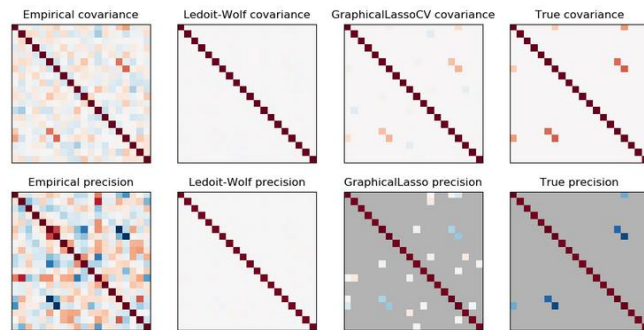 Empirical covariance
Ledoit-Wolf covariance
GraphicalLassoCV covariance
True covariance
Empirical precision
Ledoit-Wolf precision
GraphicalLasso precision
True precision